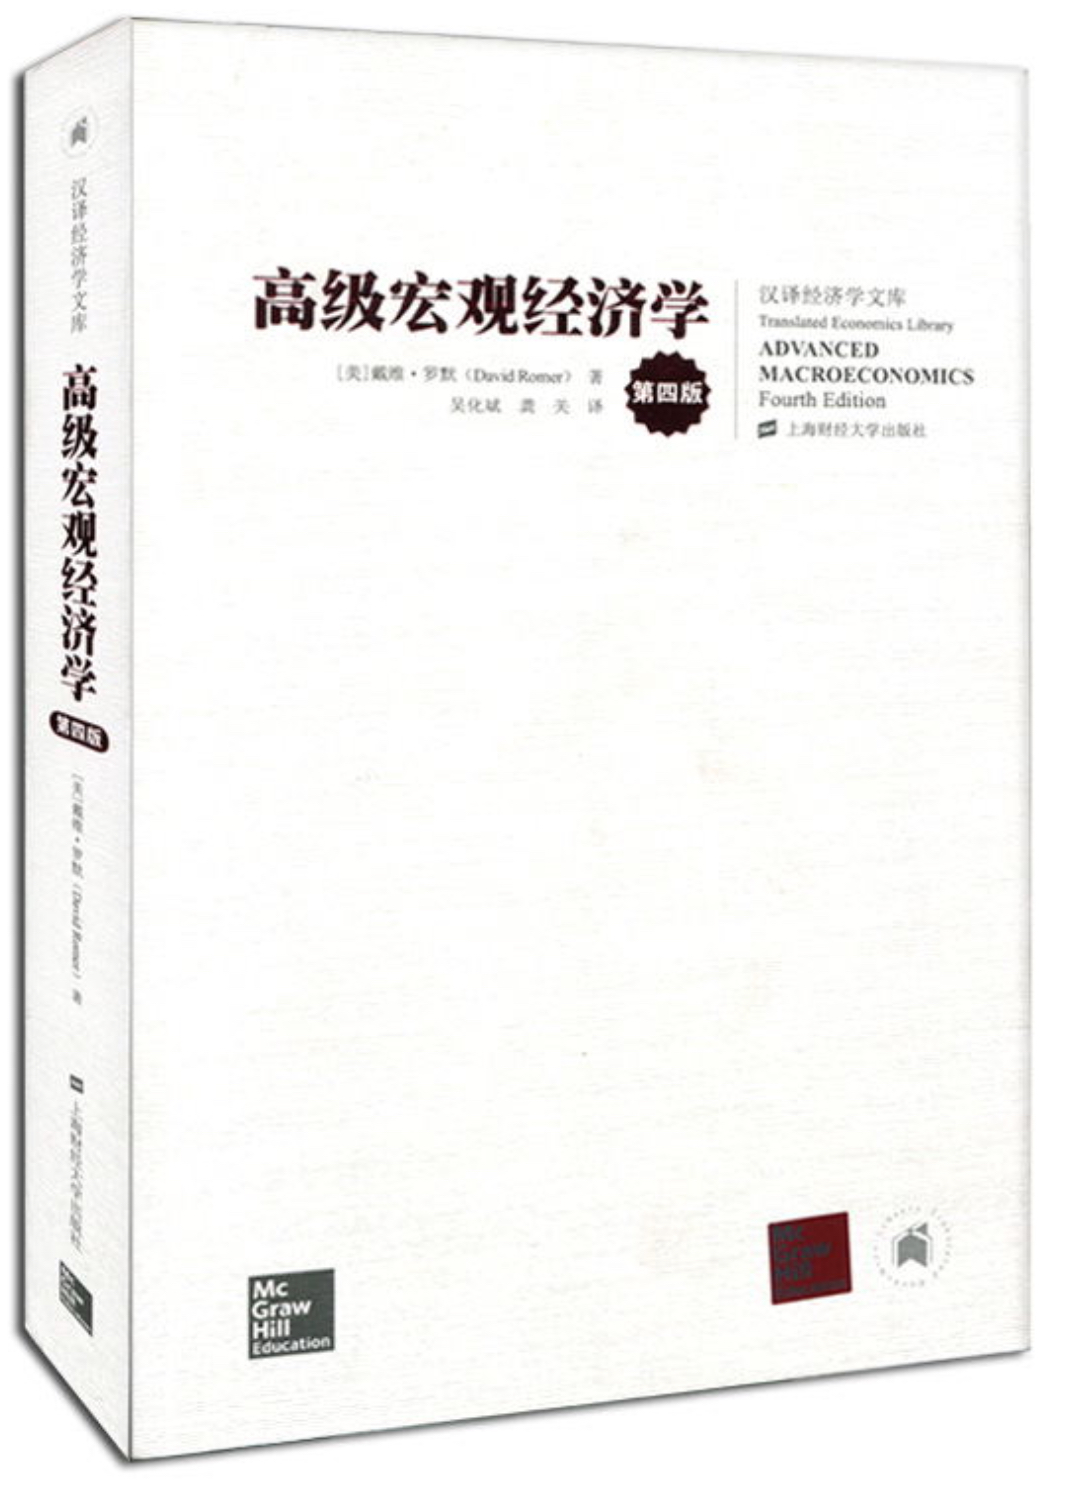 汉译经济学文库
高级宏观经济学
第四版
[美]戴维·罗默(David Romer) 著
上海财经大学出版社
高级宏观经济学
[美]戴维·罗默(David Romer) 著
吴化斌 龚关 译
第四版
汉译经济学文库
Translated Economics Library
ADVANCED
MACROECONOMICS
Fourth Edition
上海财经大学出版社
Mc
Graw
Hill
Education
Mc
Graw
Hill